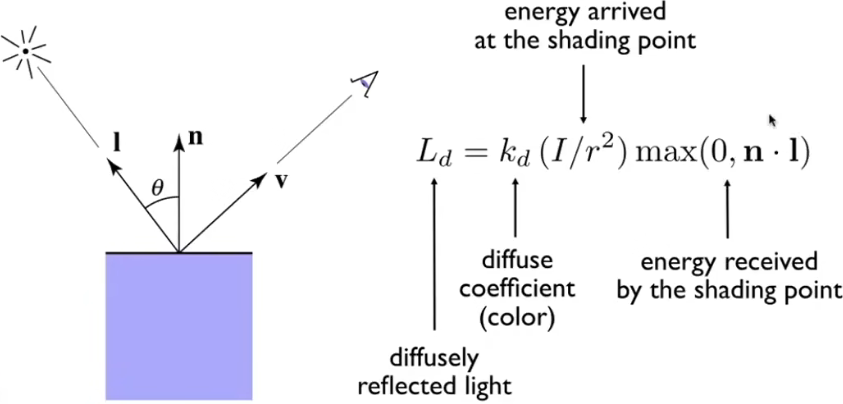 energy arrived
at the shading point
l
n
θ
v
L_d = k_d (I/r²) max(0, n · l)
diffuse
coefficient
(color)
energy received
by the shading point
diffusely
reflected light